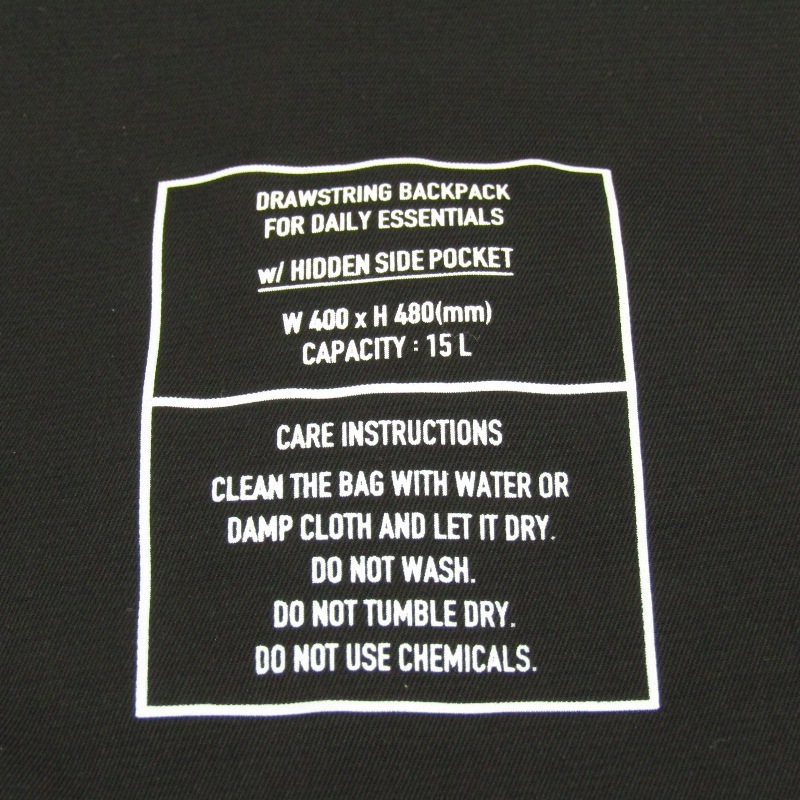 DRAWSTRING BACKPACK
FOR DAILY ESSENTIALS
w/ HIDDEN SIDE POCKET
W 400 x H 480(mm)
CAPACITY : 15 L
CARE INSTRUCTIONS
CLEAN THE BAG WITH WATER OR
DAMP CLOTH AND LET IT DRY.
DO NOT WASH.
DO NOT TUMBLE DRY.
DO NOT USE CHEMICALS.